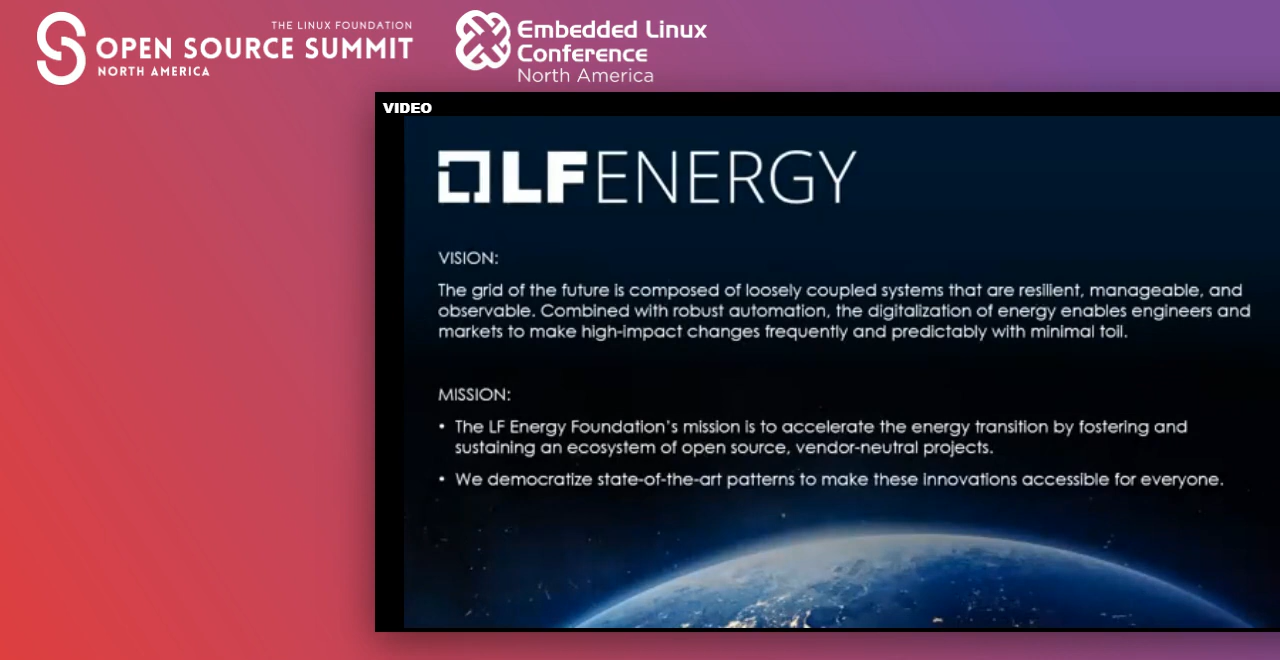 THE LINUX FOUNDATION
OPEN SOURCE SUMMIT
NORTH AMERICA
Embedded Linux
Conference
North America
VIDEO
LFENERGY
VISION:
The grid of the future is composed of loosely coupled systems that are resilient, manageable, and
observable. Combined with robust automation, the digitalization of energy enables engineers and
markets to make high-impact changes frequently and predictably with minimal toil.
MISSION:
• The LF Energy Foundation's mission is to accelerate the energy transition by fostering and
sustaining an ecosystem of open source, vendor-neutral projects.
• We democratize state-of-the-art patterns to make these innovations accessible for everyone.